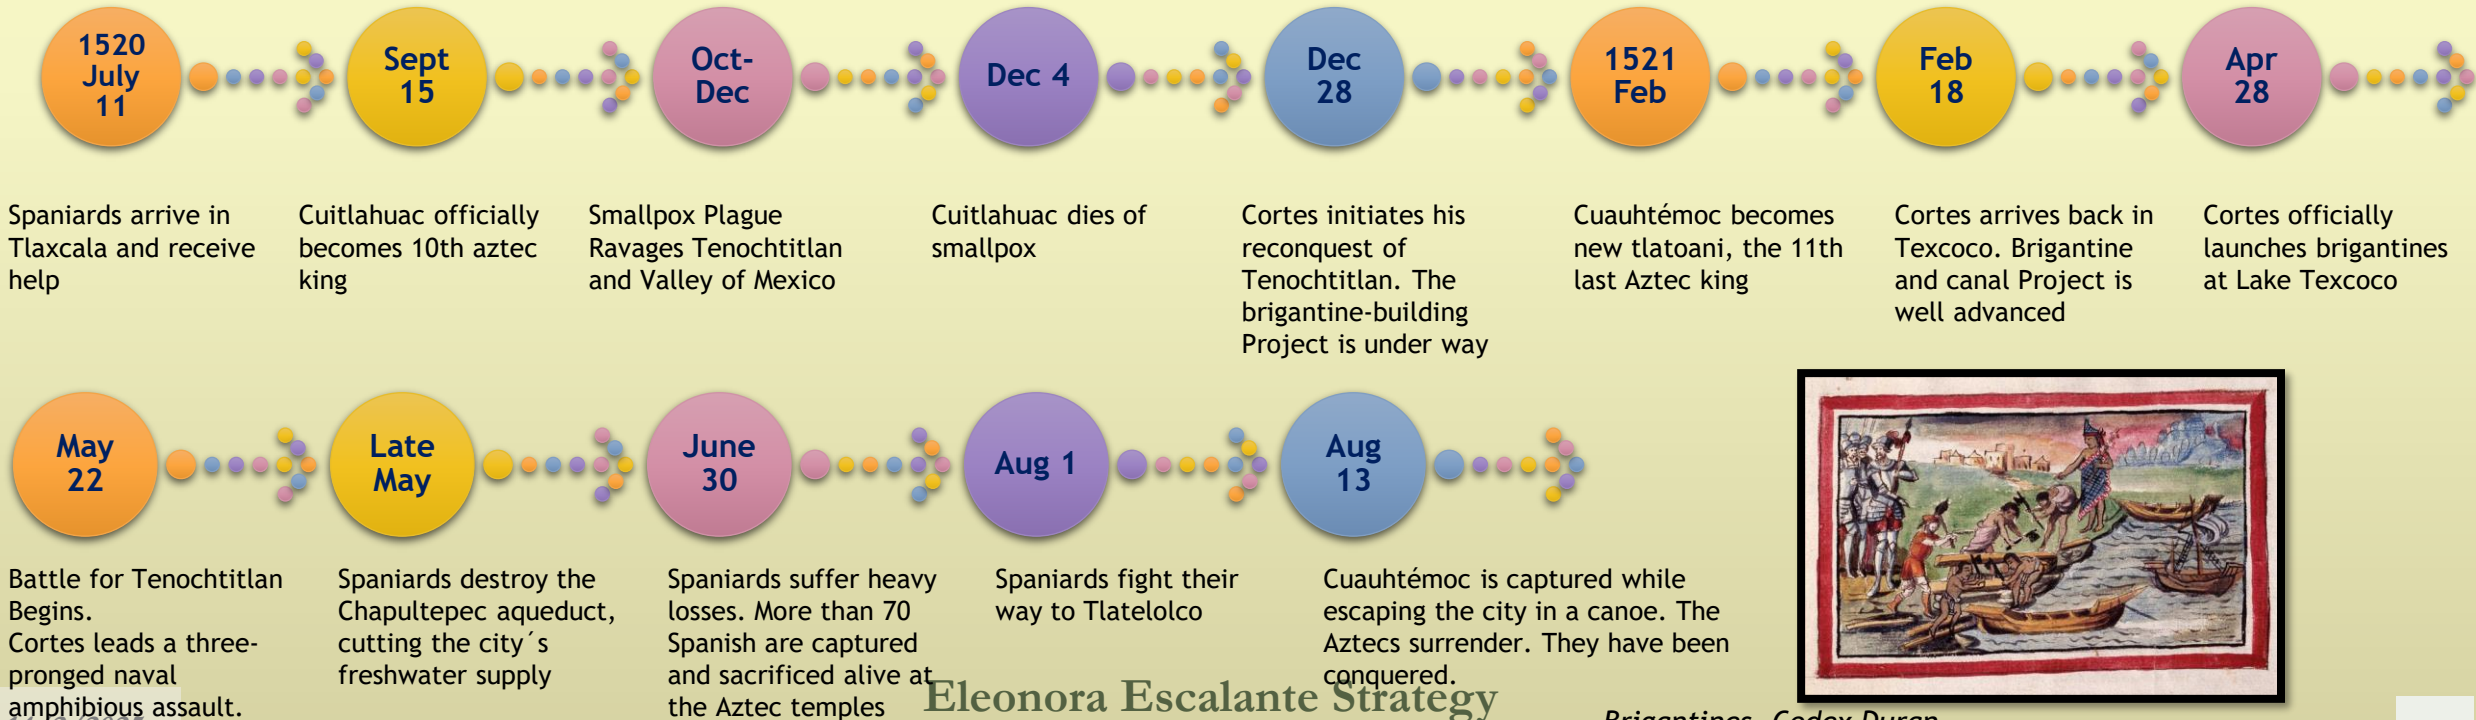 1520
July
11
Sept
15
Oct-
Dec
Dec 4
Dec
28
1521
Feb
Feb
18
Apr
28
Spaniards arrive in
Tlaxcala and receive
help
Cuitlahuac officially
becomes 10th aztec
king
Smallpox Plague
Ravages Tenochtitlan
and Valley of Mexico
Cuitlahuac dies of
smallpox
Cortes initiates his
reconquest of
Tenochtitlan. The
brigantine-building
Project is under way
Cuauhtémoc becomes
new tlatoani, the 11th
last Aztec king
Cortes arrives back in
Texcoco. Brigantine
and canal Project is
well advanced
Cortes officially
launches brigantines
at Lake Texcoco
May
22
Late
May
June
30
Aug 1
Aug
13
Battle for Tenochtitlan
Begins.
Cortes leads a three-
pronged naval
amphibious assault.
Spaniards destroy the
Chapultepec aqueduct,
cutting the city´s
freshwater supply
Spaniards suffer heavy
losses. More than 70
Spanish are captured
and sacrificed alive at
the Aztec temples
Spaniards fight their
way to Tlatelolco
Cuauhtémoc is captured while
escaping the city in a canoe. The
Aztecs surrender. They have been
conquered.
Eleonora Escalante Strategy
Brigantines. Codex Duran